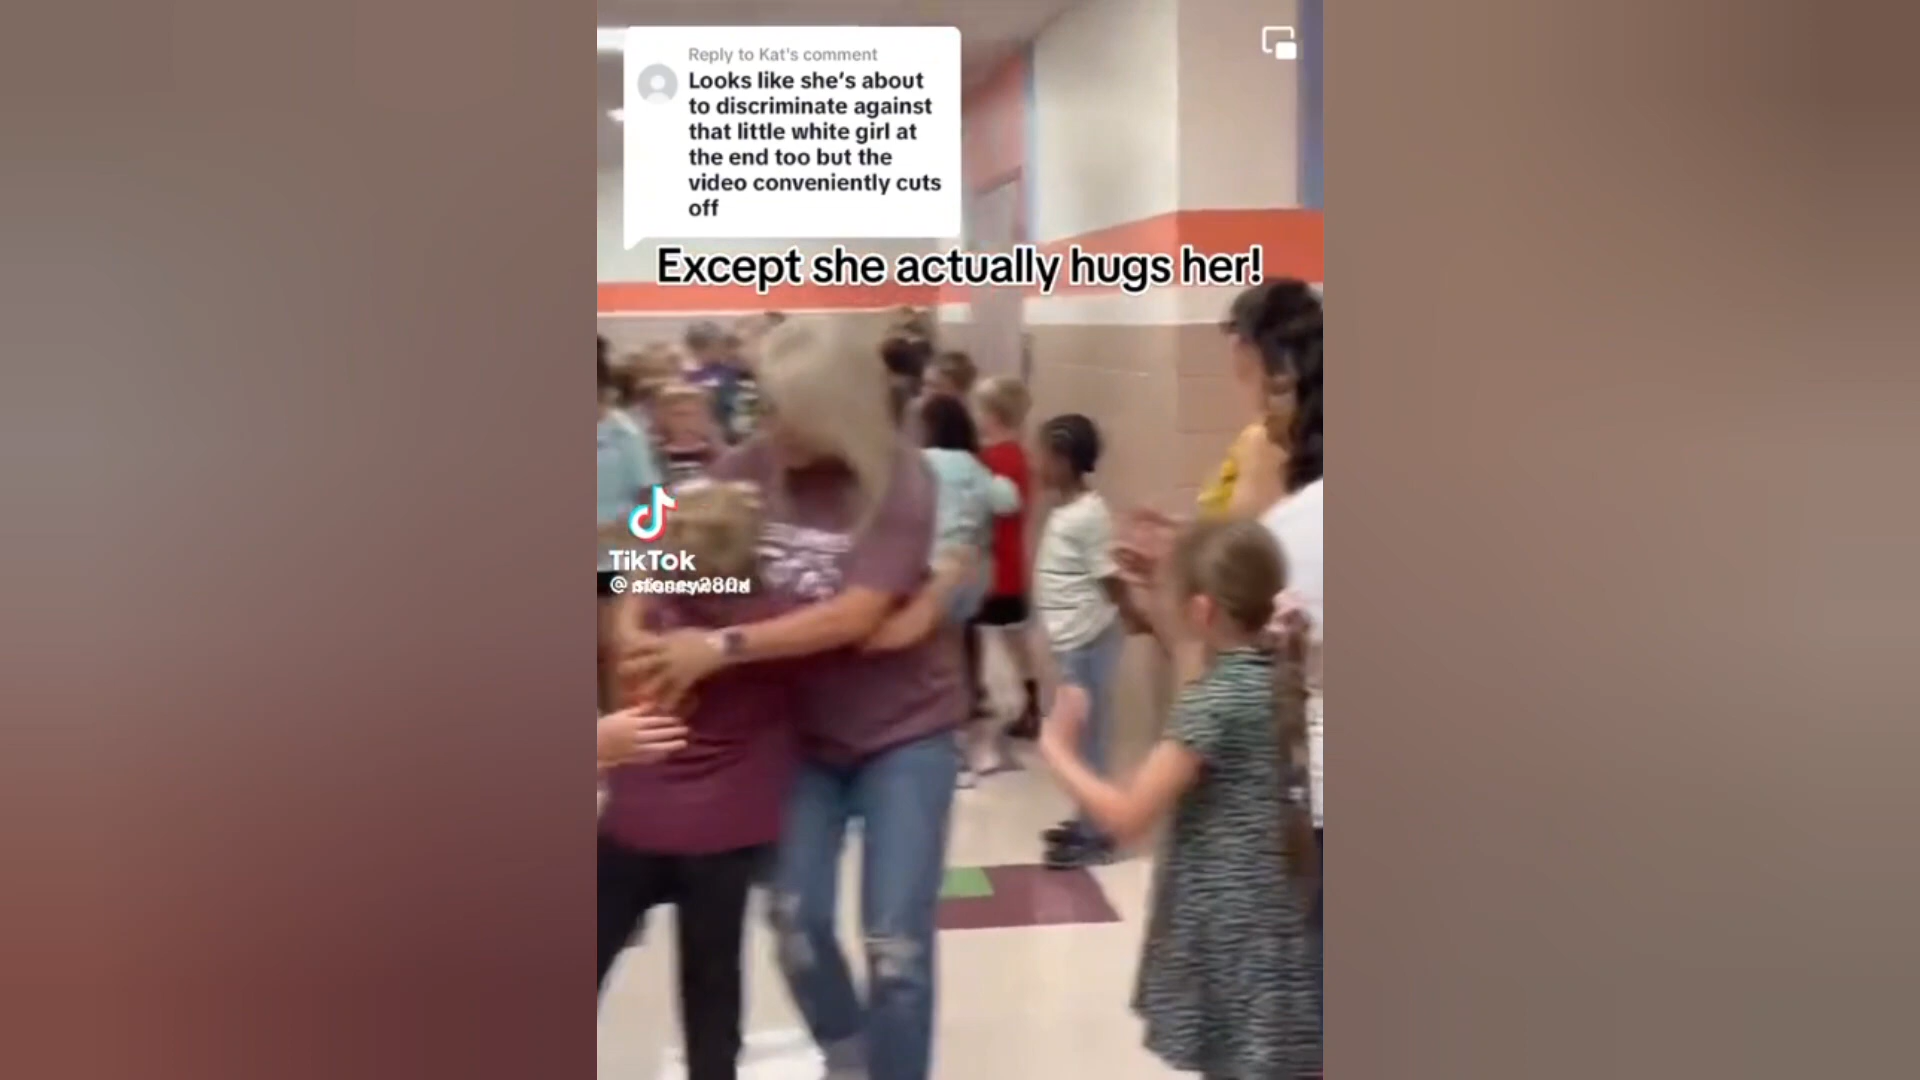 Reply to Kat's comment
Looks like she's about
to discriminate against
that little white girl at
the end too but the
video conveniently cuts
off
Except she actually hugs her!
TikTok